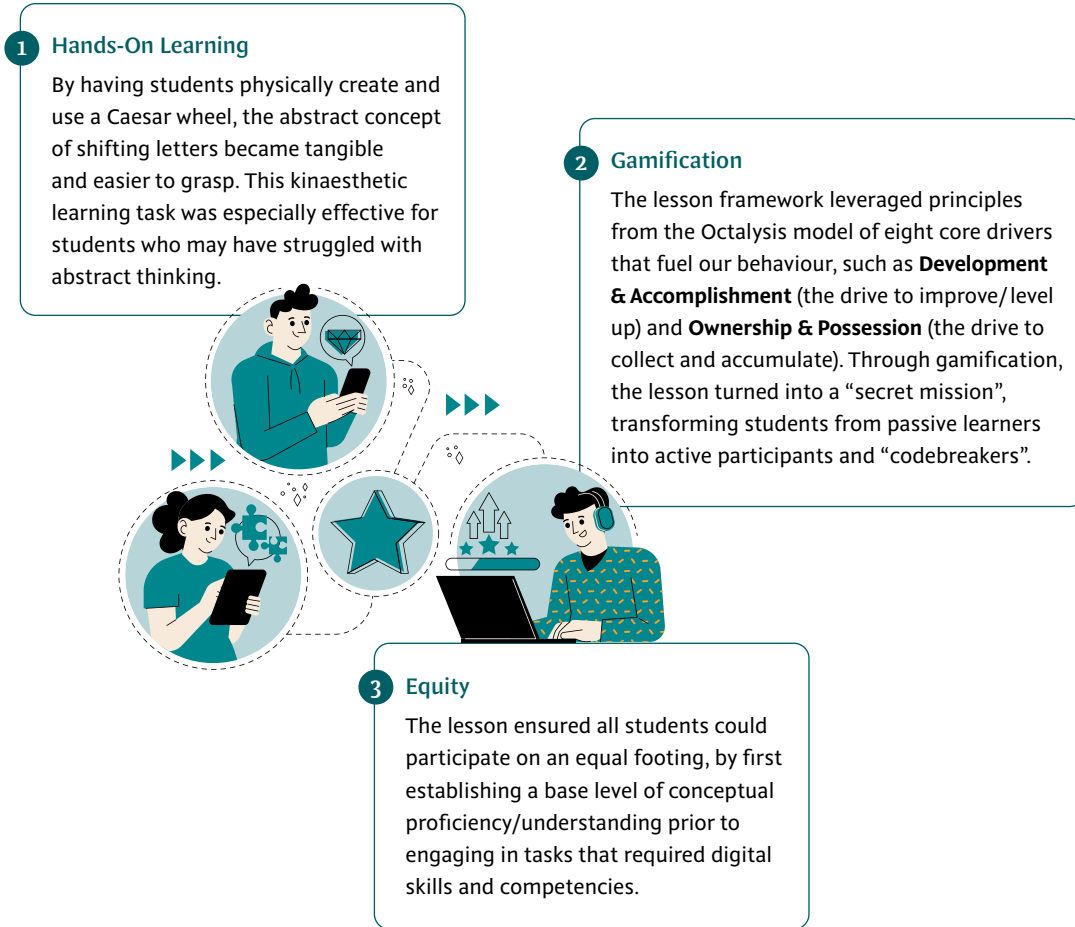 1 Hands-On Learning
By having students physically create and
use a Caesar wheel, the abstract concept
of shifting letters became tangible
and easier to grasp. This kinaesthetic
learning task was especially effective for
students who may have struggled with
abstract thinking.
2 Gamification
The lesson framework leveraged principles
from the Octalysis model of eight core drivers
that fuel our behaviour, such as Development
& Accomplishment (the drive to improve/level
up) and Ownership & Possession (the drive to
collect and accumulate). Through gamification,
the lesson turned into a “secret mission”,
transforming students from passive learners
into active participants and “codebreakers”.
3 Equity
The lesson ensured all students could
participate on an equal footing, by first
establishing a base level of conceptual
proficiency/understanding prior to
engaging in tasks that required digital
skills and competencies.